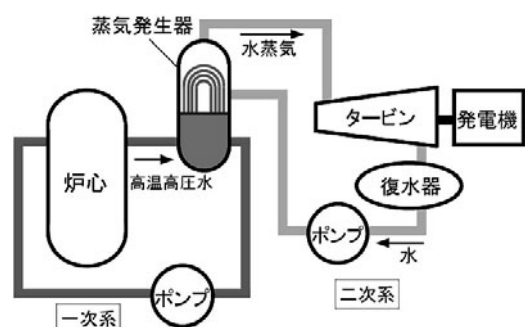 蒸気発生器
水蒸気
タービン
発電機
炉心
高温高圧水
復水器
ポンプ
水
ポンプ
一次系
二次系